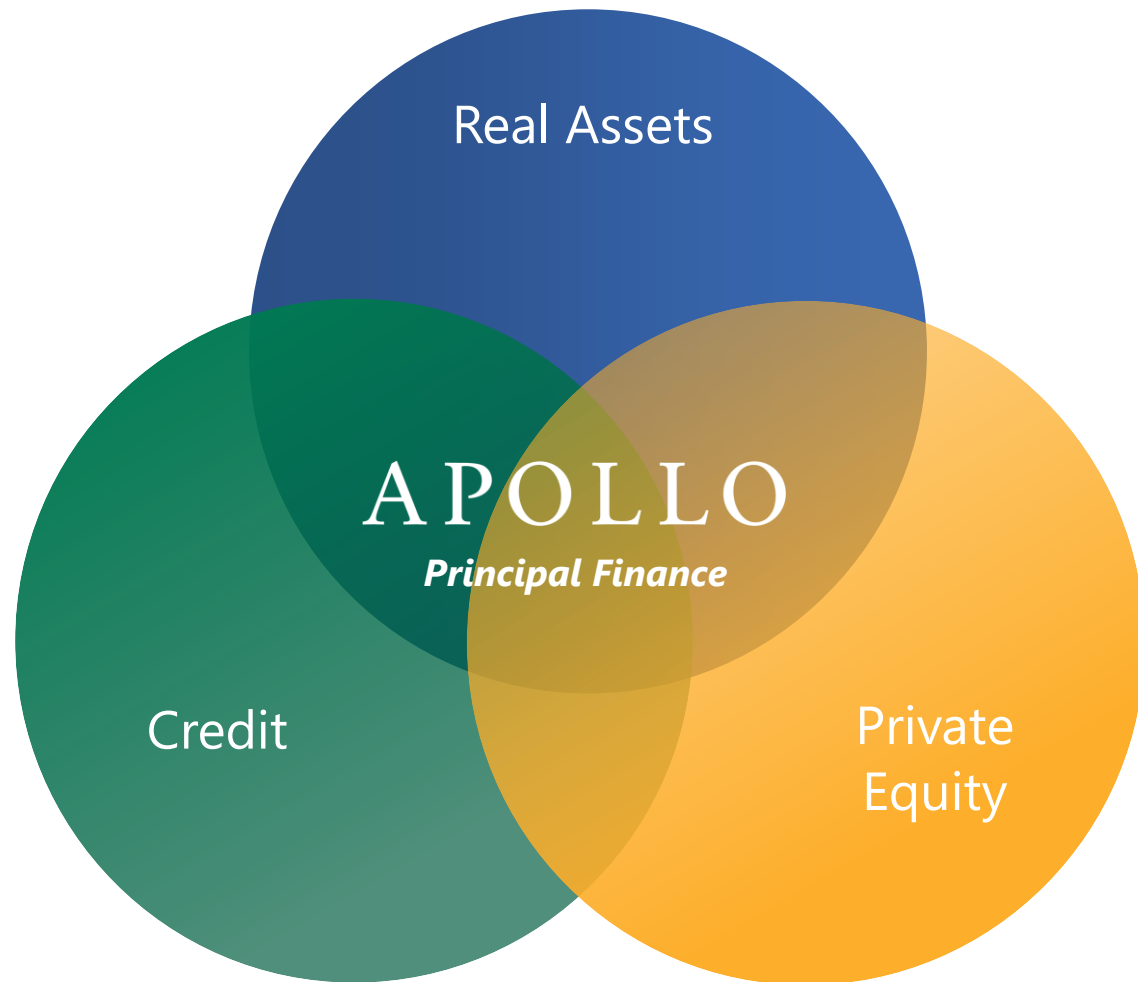 Real Assets
APOLLO
Principal Finance
Credit
Private
Equity